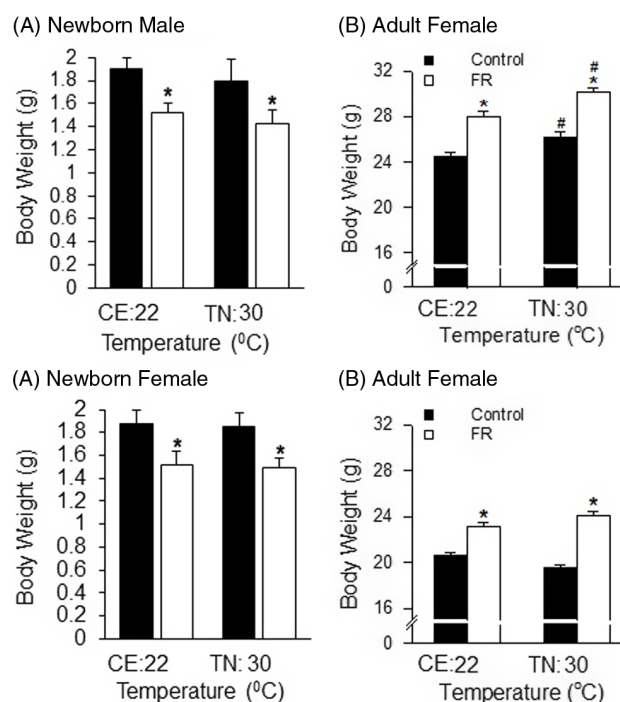 (A) Newborn Male
(B) Adult Female
Body Weight (g)
2
1.8
1.6
1.4
1.2
1
0.8
0.6
0.4
0.2
0
*
*
CE:22 TN:30
Temperature (⁰C)
Control
FR
Body Weight (g)
32
28
24
20
16
0
*
#
#
*
CE:22 TN:30
Temperature (°C)
(A) Newborn Female
(B) Adult Female
Body Weight (g)
2
1.8
1.6
1.4
1.2
1
0.8
0.6
0.4
0.2
0
*
*
CE:22 TN:30
Temperature (⁰C)
Control
FR
Body Weight (g)
32
28
24
20
16
0
*
*
CE:22 TN:30
Temperature (°C)